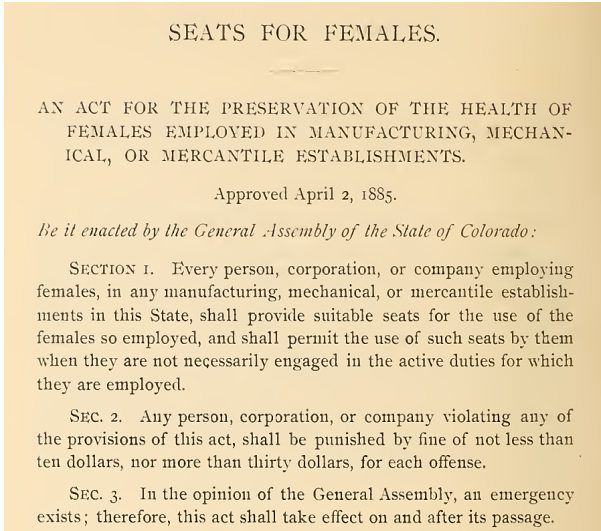 SEATS FOR FEMALES.
AN ACT FOR THE PRESERVATION OF THE HEALTH OF
FEMALES EMPLOYED IN MANUFACTURING, MECHAN-
ICAL, OR MERCANTILE ESTABLISHMENTS.
Approved April 2, 1885.
Be it enacted by the General Assembly of the State of Colorado:
SECTION 1. Every person, corporation, or company employing
females, in any manufacturing, mechanical, or mercantile establish-
ments in this State, shall provide suitable seats for the use of the
females so employed, and shall permit the use of such seats by them
when they are not necessarily engaged in the active duties for which
they are employed.
SEC. 2. Any person, corporation, or company violating any of
the provisions of this act, shall be punished by fine of not less than
ten dollars, nor more than thirty dollars, for each offense.
SEC. 3. In the opinion of the General Assembly, an emergency
exists; therefore, this act shall take effect on and after its passage.